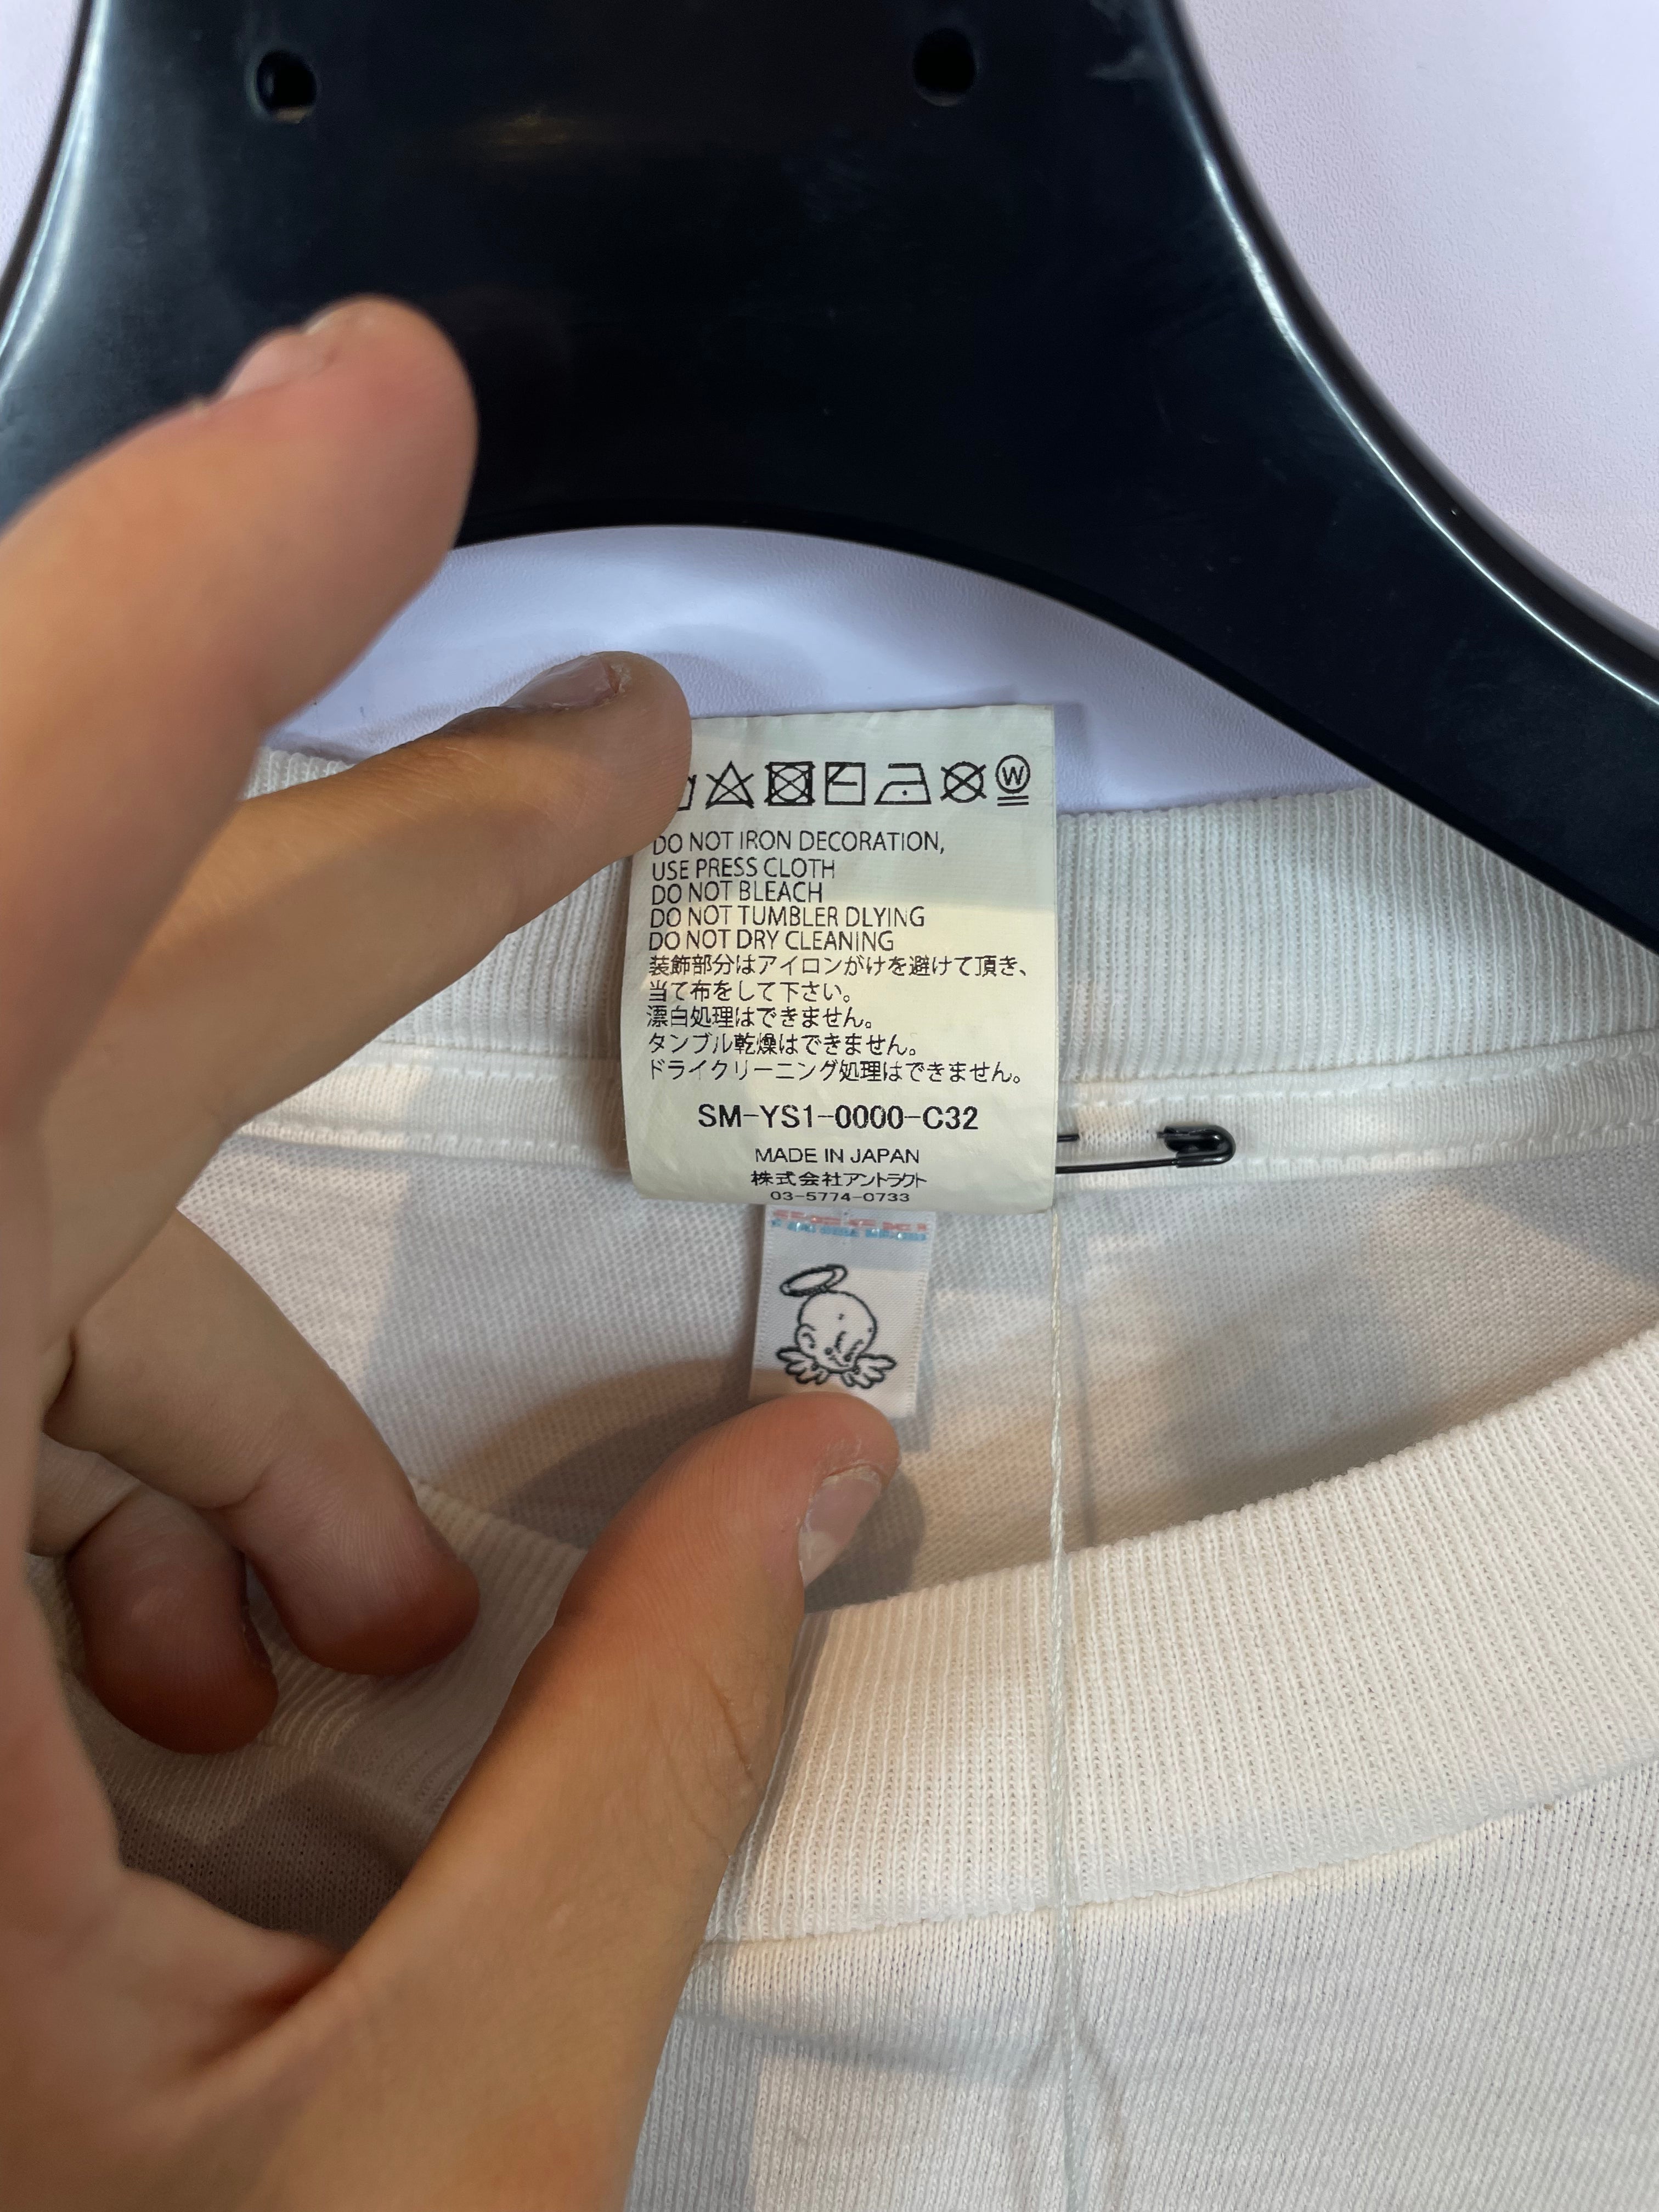 W
DO NOT IRON DECORATION,
USE PRESS CLOTH
DO NOT BLEACH
DO NOT TUMBLER DLYING
DO NOT DRY CLEANING
装飾部分はアイロンがけを避けて頂き、
当て布をして下さい。
漂白処理はできません。
タンブル乾燥はできません。
ドライクリーニング処理はできません。
SM-YS1-0000-C32
MADE IN JAPAN
株式会社アントラクト
03-5774-0733